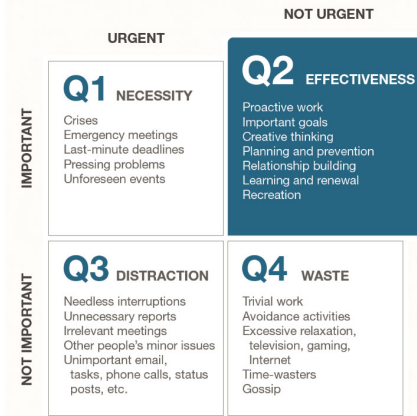 NOT URGENT
URGENT
IMPORTANT
Q1 NECESSITY
Crises
Emergency meetings
Last-minute deadlines
Pressing problems
Unforeseen events
Q2 EFFECTIVENESS
Proactive work
Important goals
Creative thinking
Planning and prevention
Relationship building
Learning and renewal
Recreation
NOT IMPORTANT
Q3 DISTRACTION
Needless interruptions
Unnecessary reports
Irrelevant meetings
Other people's minor issues
Unimportant email,
tasks, phone calls, status
posts, etc.
Q4 WASTE
Trivial work
Avoidance activities
Excessive relaxation,
television, gaming,
Internet
Time-wasters
Gossip